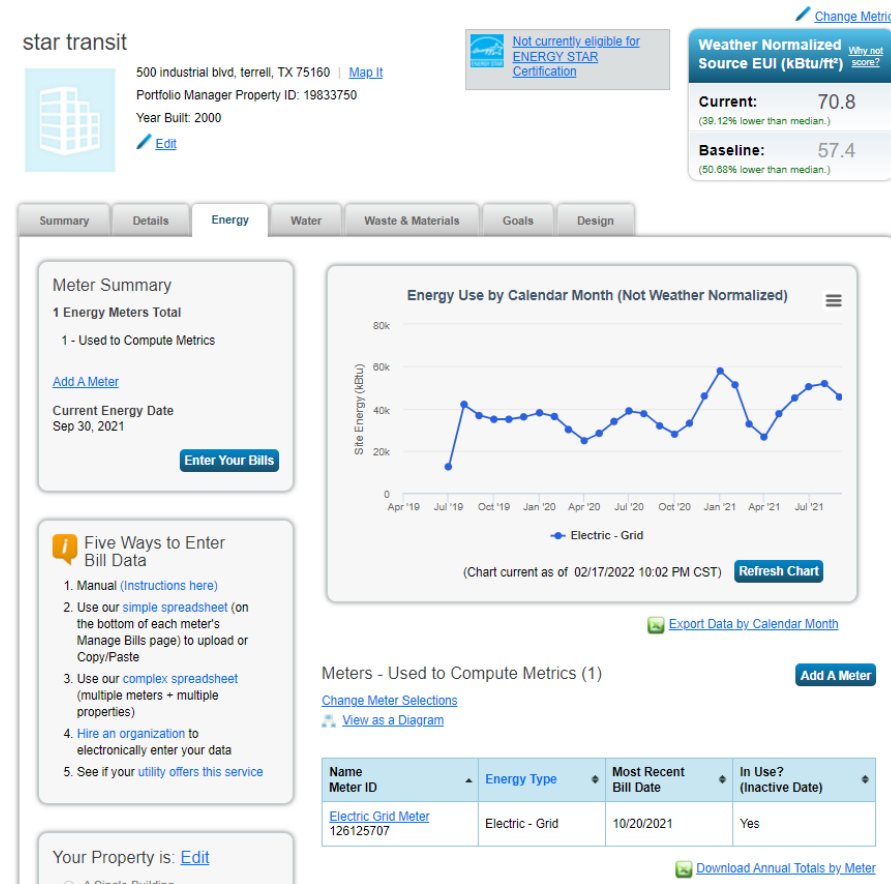 Change Metric
star transit
500 industrial blvd, terrell, TX 75160 | Map It
Portfolio Manager Property ID: 19833750
Year Built: 2000
Edit
ENERGY STAR
Not currently eligible for
ENERGY STAR
Certification
Weather Normalized
Source EUI (kBtu/ft²)
Why not
score?
Current: 70.8
(39.12% lower than median.)
Baseline: 57.4
(50.68% lower than median.)
Summary Details Energy Water Waste & Materials Goals Design
Meter Summary
1 Energy Meters Total
1 - Used to Compute Metrics
Add A Meter
Current Energy Date
Sep 30, 2021
Enter Your Bills
Five Ways to Enter
Bill Data
1. Manual (Instructions here)
2. Use our simple spreadsheet (on
the bottom of each meter's
Manage Bills page) to upload or
Copy/Paste
3. Use our complex spreadsheet
(multiple meters + multiple
properties)
4. Hire an organization to
electronically enter your data
5. See if your utility offers this service
Your Property is: Edit
A Single Building
Energy Use by Calendar Month (Not Weather Normalized)
Site Energy (kBtu)
80k
60k
40k
20k
0
Apr '19 Jul '19 Oct '19 Jan '20 Apr '20 Jul '20 Oct '20 Jan '21 Apr '21 Jul '21
Electric - Grid
(Chart current as of 02/17/2022 10:02 PM CST) Refresh Chart
Export Data by Calendar Month
Meters - Used to Compute Metrics (1)
Add A Meter
Change Meter Selections
View as a Diagram
Name
Meter ID
Energy Type
Most Recent
Bill Date
In Use?
(Inactive Date)
Electric Grid Meter
126125707
Electric - Grid
10/20/2021
Yes
Download Annual Totals by Meter